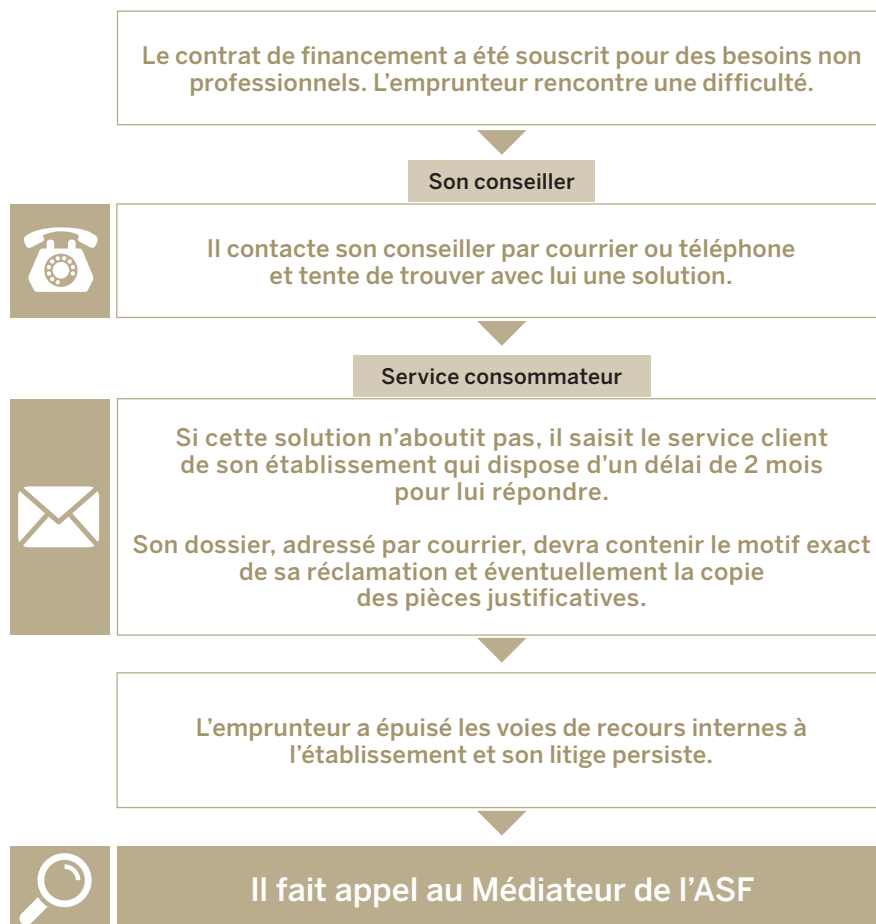 Le contrat de financement a été souscrit pour des besoins non
professionnels. L'emprunteur rencontre une difficulté.
Son conseiller
Il contacte son conseiller par courrier ou téléphone
et tente de trouver avec lui une solution.
Service consommateur
Si cette solution n'aboutit pas, il saisit le service client
de son établissement qui dispose d'un délai de 2 mois
pour lui répondre.
Son dossier, adressé par courrier, devra contenir le motif exact
de sa réclamation et éventuellement la copie
des pièces justificatives.
L'emprunteur a épuisé les voies de recours internes à
l'établissement et son litige persiste.
Il fait appel au Médiateur de l'ASF